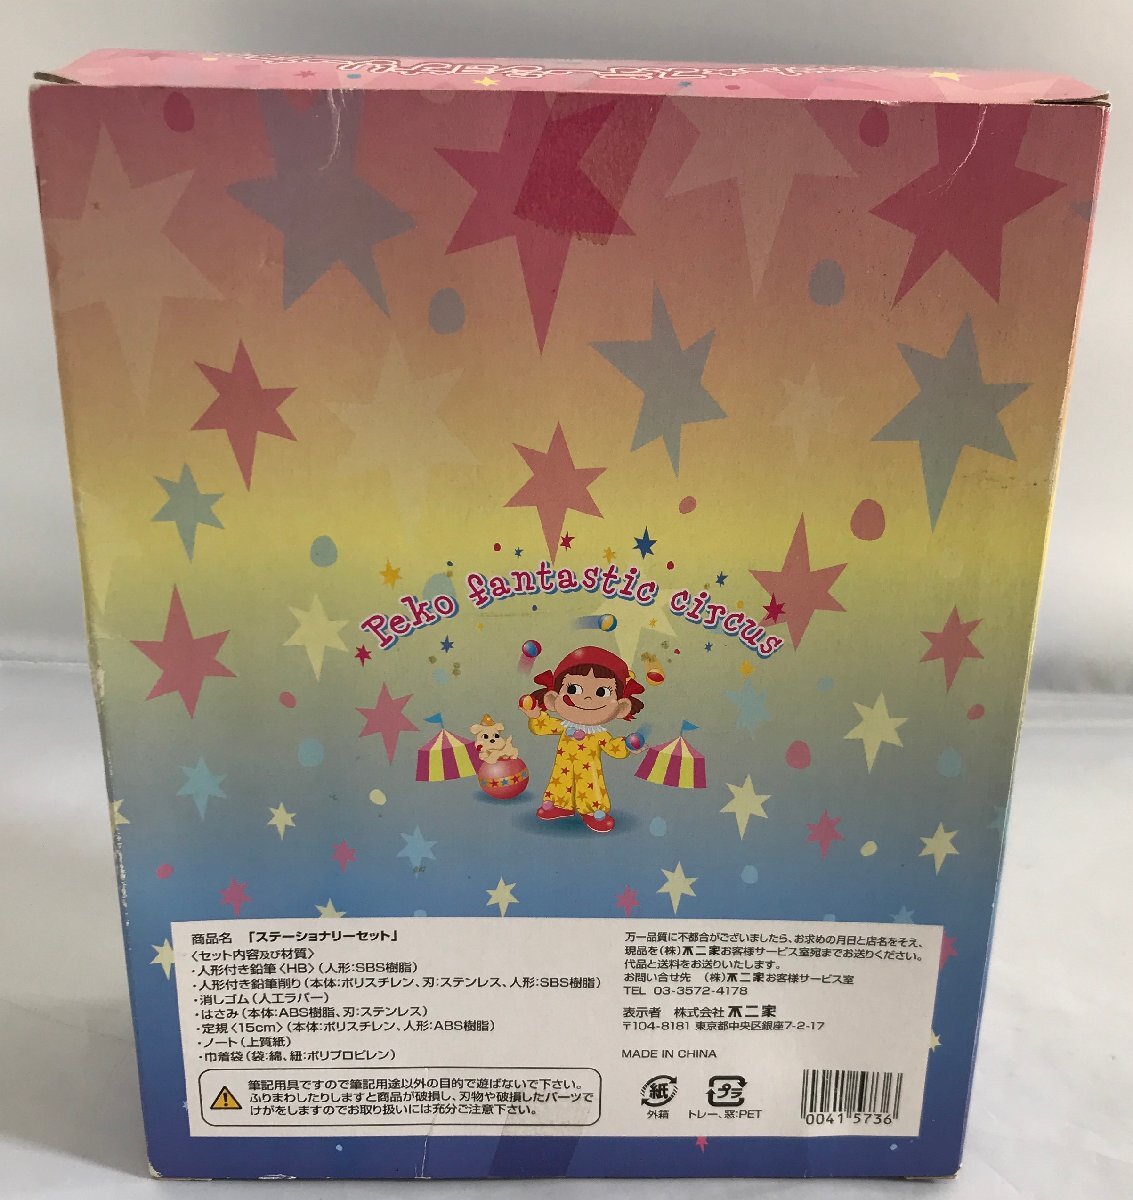 Peko fantastic circus
商品名 「ステーショナリーセット」
〈セット内容及び材質〉
・人形付き鉛筆〈HB〉(人形:SBS樹脂)
・人形付き鉛筆削り(本体:ポリスチレン、刃:ステンレス、人形:SBS樹脂)
・消しゴム(人工ラバー)
・はさみ(本体:ABS樹脂、刃:ステンレス)
・定規〈15cm〉(本体:ポリスチレン、人形:ABS樹脂)
・ノート(上質紙)
・巾着袋(袋:綿、紐:ポリプロピレン)
筆記用具ですので筆記用途以外の目的で遊ばないで下さい。
ふりまわしたりしますと商品が破損し、刃物や破損したパーツで
けがをしますのでお取り扱いには充分ご注意下さい。
万一品質に不都合がございましたら、お求めの月日と店名をそえ、
現品を(株)不二家お客様サービス室宛までお送りください。
代品と送料をお送りいたします。
お問い合せ先 (株)不二家お客様サービス室
TEL 03-3572-4178
表示者 株式会社 不二家
〒104-8181 東京都中央区銀座7-2-17
MADE IN CHINA
紙
外箱
プラ
トレー、窓:PET
0041 5736